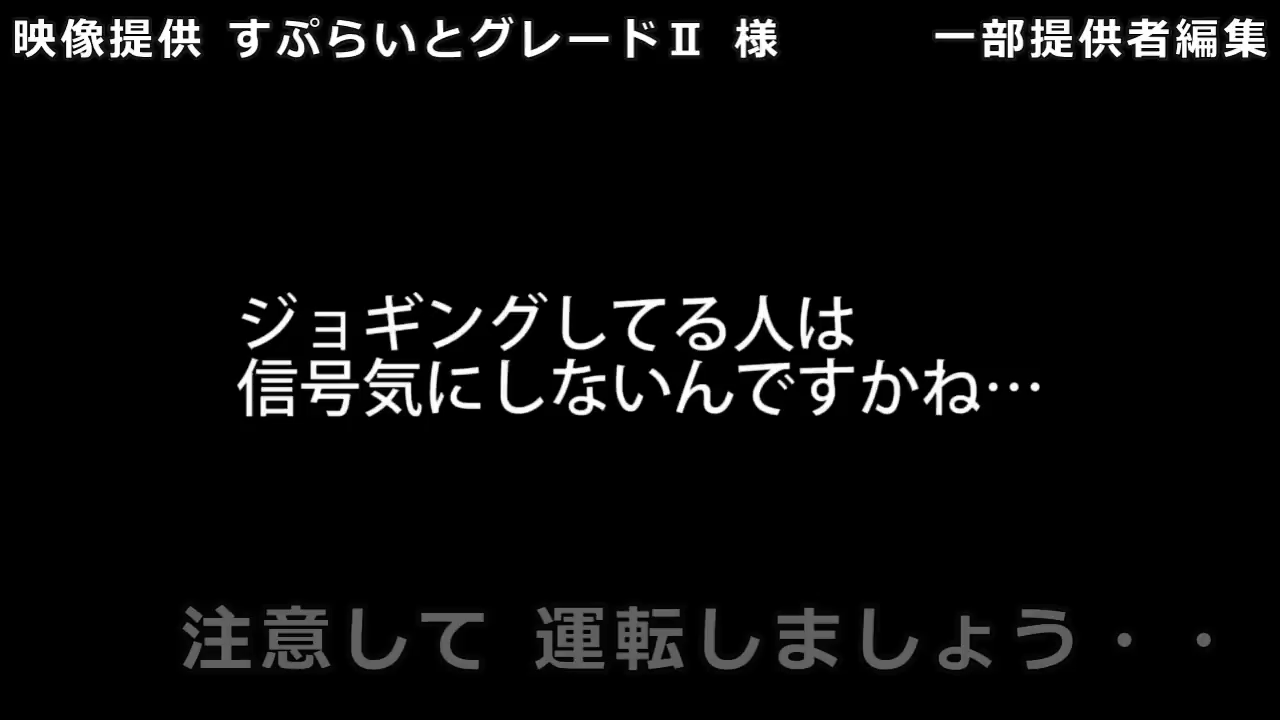 映像提供 すぷらいとグレードⅡ 様 一部提供者編集
ジョギングしてる人は
信号気にしないんですかね…
注意して 運転しましょう・・